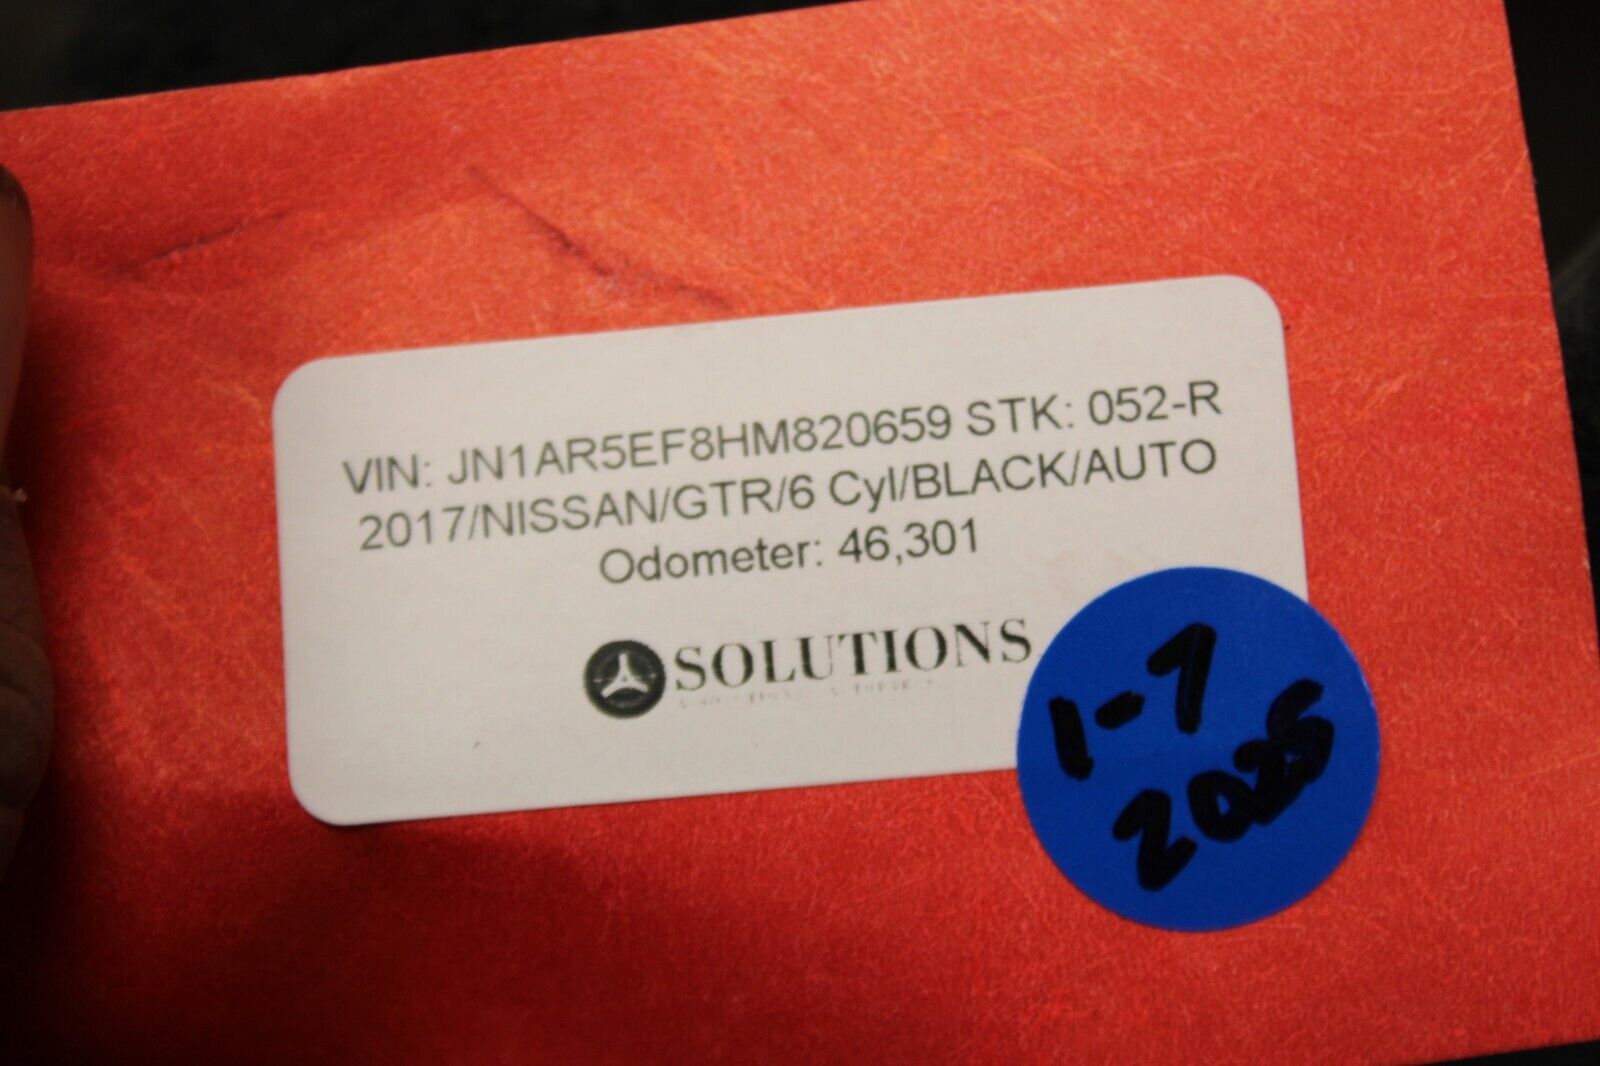 VIN: JN1AR5EF8HM820659 STK: 052-R
2017/NISSAN/GTR/6 Cyl/BLACK/AUTO
Odometer: 46,301
SOLUTIONS
1-7
2025